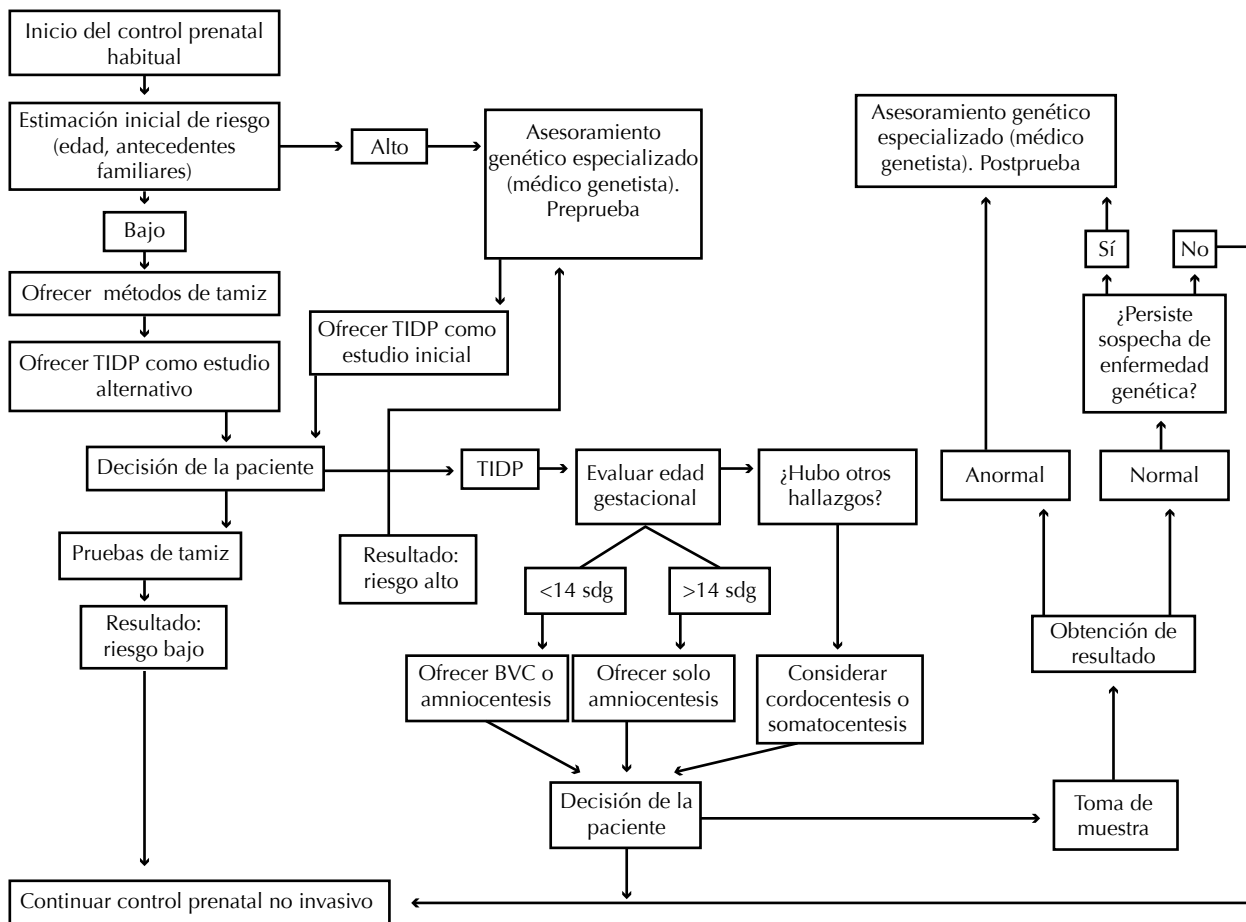 Inicio del control prenatal
habitual
Estimación inicial de riesgo
(edad, antecedentes
familiares)
Alto
Asesoramiento
genético especializado
(médico genetista).
Preprueba
Asesoramiento genético
especializado (médico
genetista). Postprueba
Bajo
Sí
No
Ofrecer métodos de tamiz
Ofrecer TIDP como
estudio inicial
¿Persiste
sospecha de
enfermedad
genética?
Ofrecer TIDP como estudio
alternativo
Decisión de la paciente
TIDP
Evaluar edad
gestacional
¿Hubo otros
hallazgos?
Anormal
Normal
Pruebas de tamiz
Resultado:
riesgo alto
<14 sdg
>14 sdg
Resultado:
riesgo bajo
Obtención de
resultado
Ofrecer BVC o
amniocentesis
Ofrecer solo
amniocentesis
Considerar
cordocentesis o
somatocentesis
Decisión de la
paciente
Toma de
muestra
Continuar control prenatal no invasivo